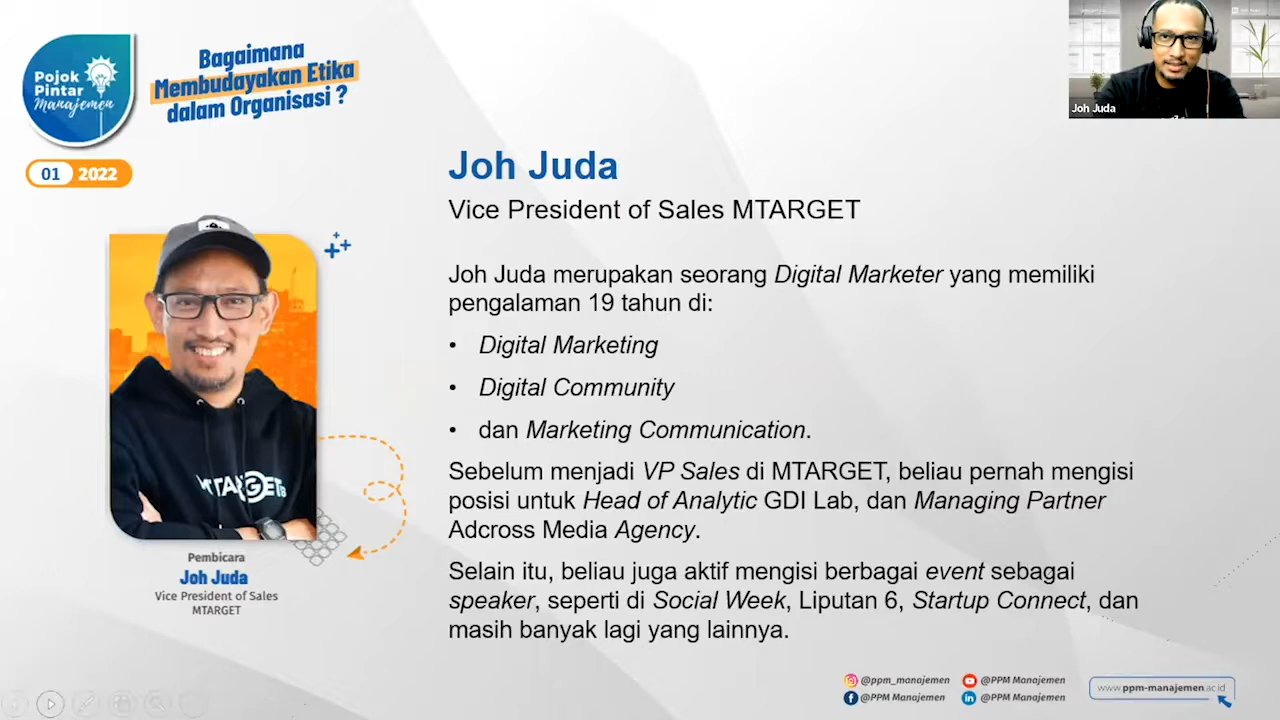 Pojok
Pintar
Manajemen
Bagaimana
Membudayakan Etika
dalam Organisasi ?
01 2022
Joh Juda
Joh Juda
Vice President of Sales MTARGET
Joh Juda merupakan seorang Digital Marketer yang memiliki
pengalaman 19 tahun di:
• Digital Marketing
• Digital Community
• dan Marketing Communication.
Sebelum menjadi VP Sales di MTARGET, beliau pernah mengisi
posisi untuk Head of Analytic GDI Lab, dan Managing Partner
Adcross Media Agency.
Selain itu, beliau juga aktif mengisi berbagai event sebagai
speaker, seperti di Social Week, Liputan 6, Startup Connect, dan
masih banyak lagi yang lainnya.
MTARGET
Pembicara
Joh Juda
Vice President of Sales
MTARGET
@ppm_manajemen @PPM Manajemen
@PPM Manajemen @PPM Manajemen
www.ppm-manajemen.ac.id